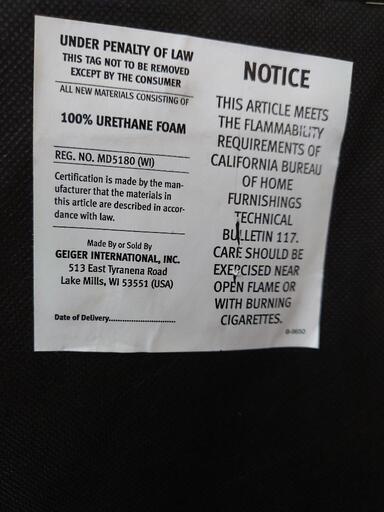 UNDER PENALTY OF LAW
THIS TAG NOT TO BE REMOVED
EXCEPT BY THE CONSUMER
ALL NEW MATERIALS CONSISTING OF
100% URETHANE FOAM
REG. NO. MD5180 (WI)
Certification is made by the man-
ufacturer that the materials in
this article are described in accor-
dance with law.
Made By or Sold By
GEIGER INTERNATIONAL, INC.
513 East Tyranena Road
Lake Mills, WI 53551 (USA)
Date of Delivery..............................
NOTICE
THIS ARTICLE MEETS
THE FLAMMABILITY
REQUIREMENTS OF
CALIFORNIA BUREAU
OF HOME
FURNISHINGS
TECHNICAL
BULLETIN 117.
CARE SHOULD BE
EXERCISED NEAR
OPEN FLAME OR
WITH BURNING
CIGARETTES.